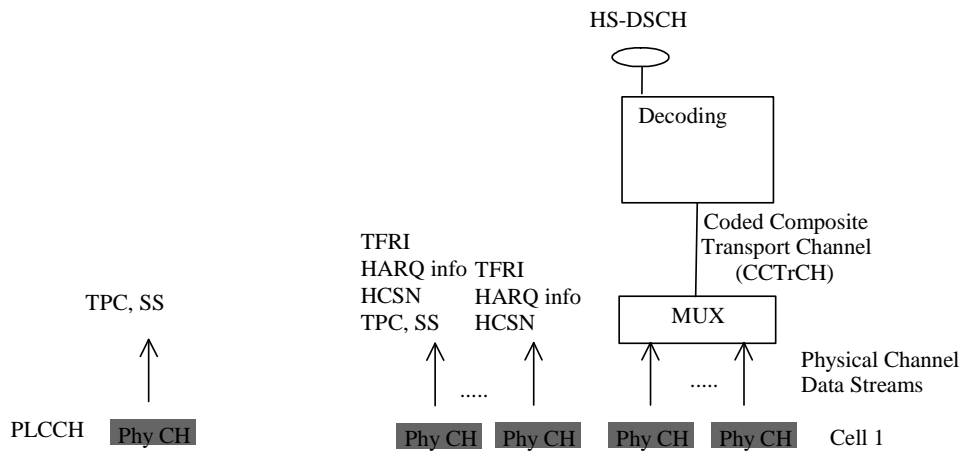 HS-DSCH
Decoding
Coded Composite
Transport Channel
(CCTrCH)
TFRI
HARQ info
HCSN
TPC, SS
TFRI
HARQ info
HCSN
TPC, SS
MUX
.....
.....
Physical Channel
Data Streams
PLCCH
Phy CH
Phy CH
Phy CH
Phy CH
Phy CH
Cell 1